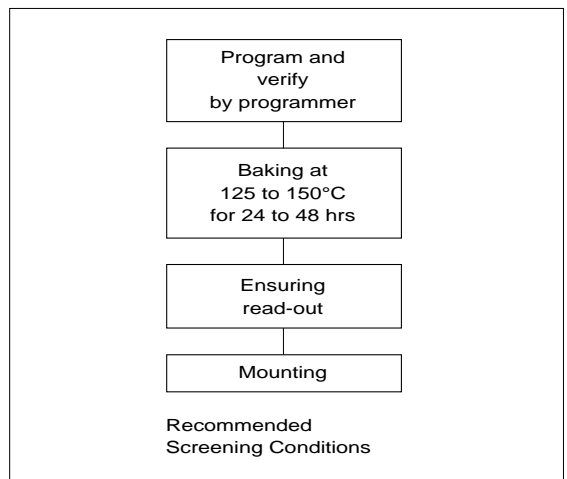 Program and
verify
by programmer
Baking at
125 to 150°C
for 24 to 48 hrs
Ensuring
read-out
Mounting
Recommended
Screening Conditions